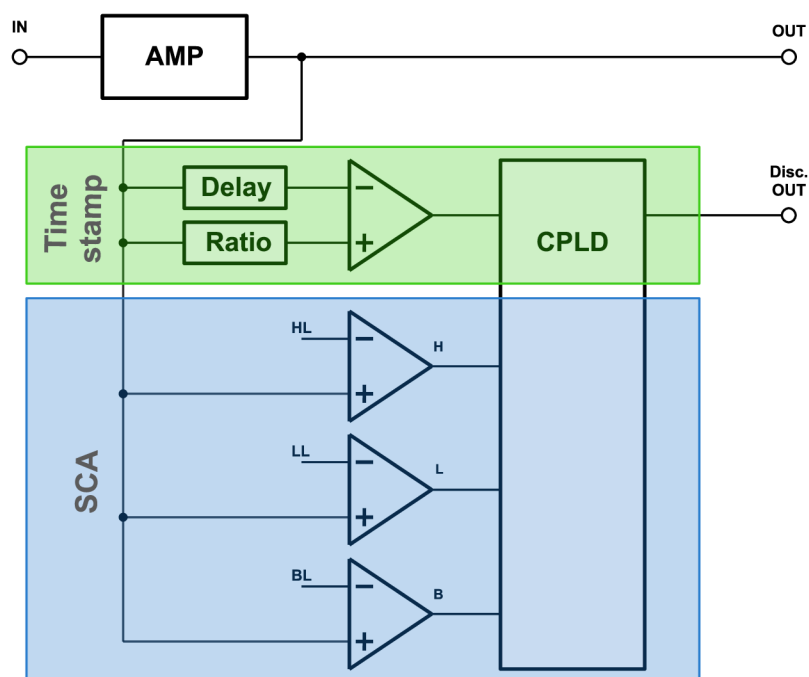 IN
AMP
OUT
Time
stamp
Delay
−
Ratio
+
CPLD
Disc.
OUT
SCA
HL
−
H
+
LL
−
L
+
BL
−
B
+